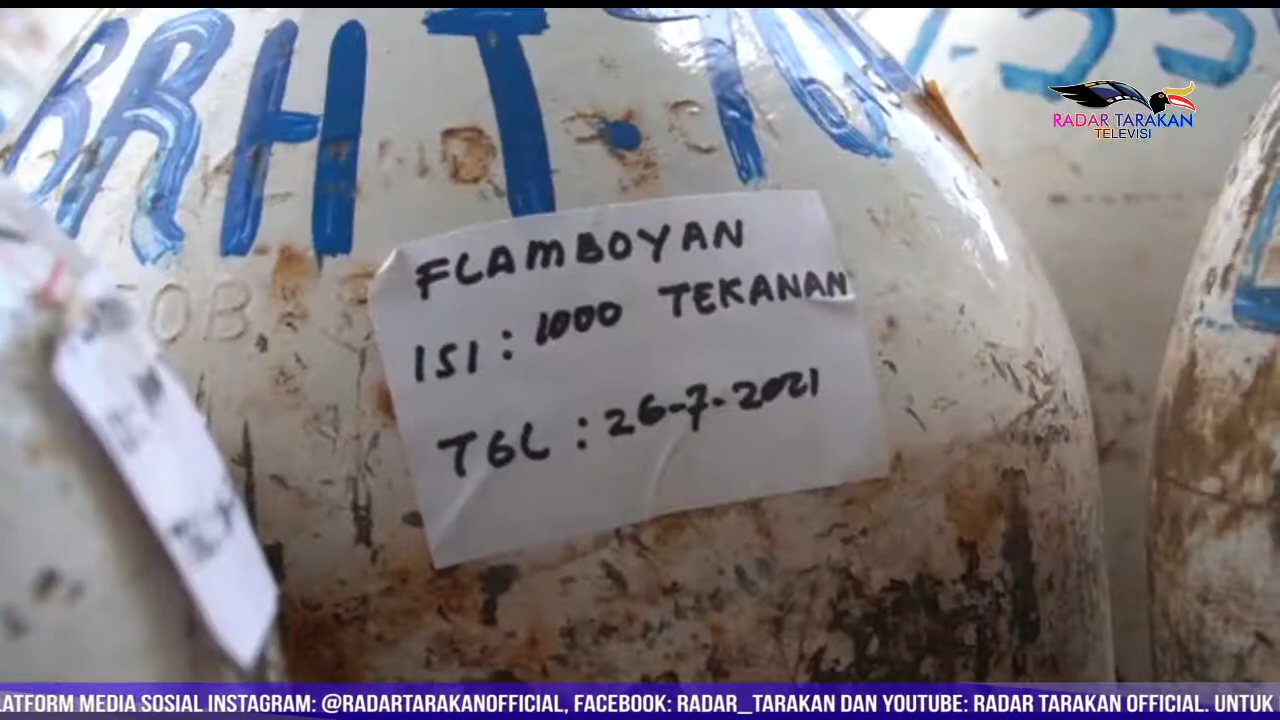 RRH T.
RADAR TARAKAN
TELEVISI
FLAMBOYAN
ISI : 1000 TEKANAN
TGL : 26-7-2021
LATFORM MEDIA SOSIAL INSTAGRAM: @RADARTARAKANOFFICIAL, FACEBOOK: RADAR_TARAKAN DAN YOUTUBE: RADAR TARAKAN OFFICIAL. UNTUK